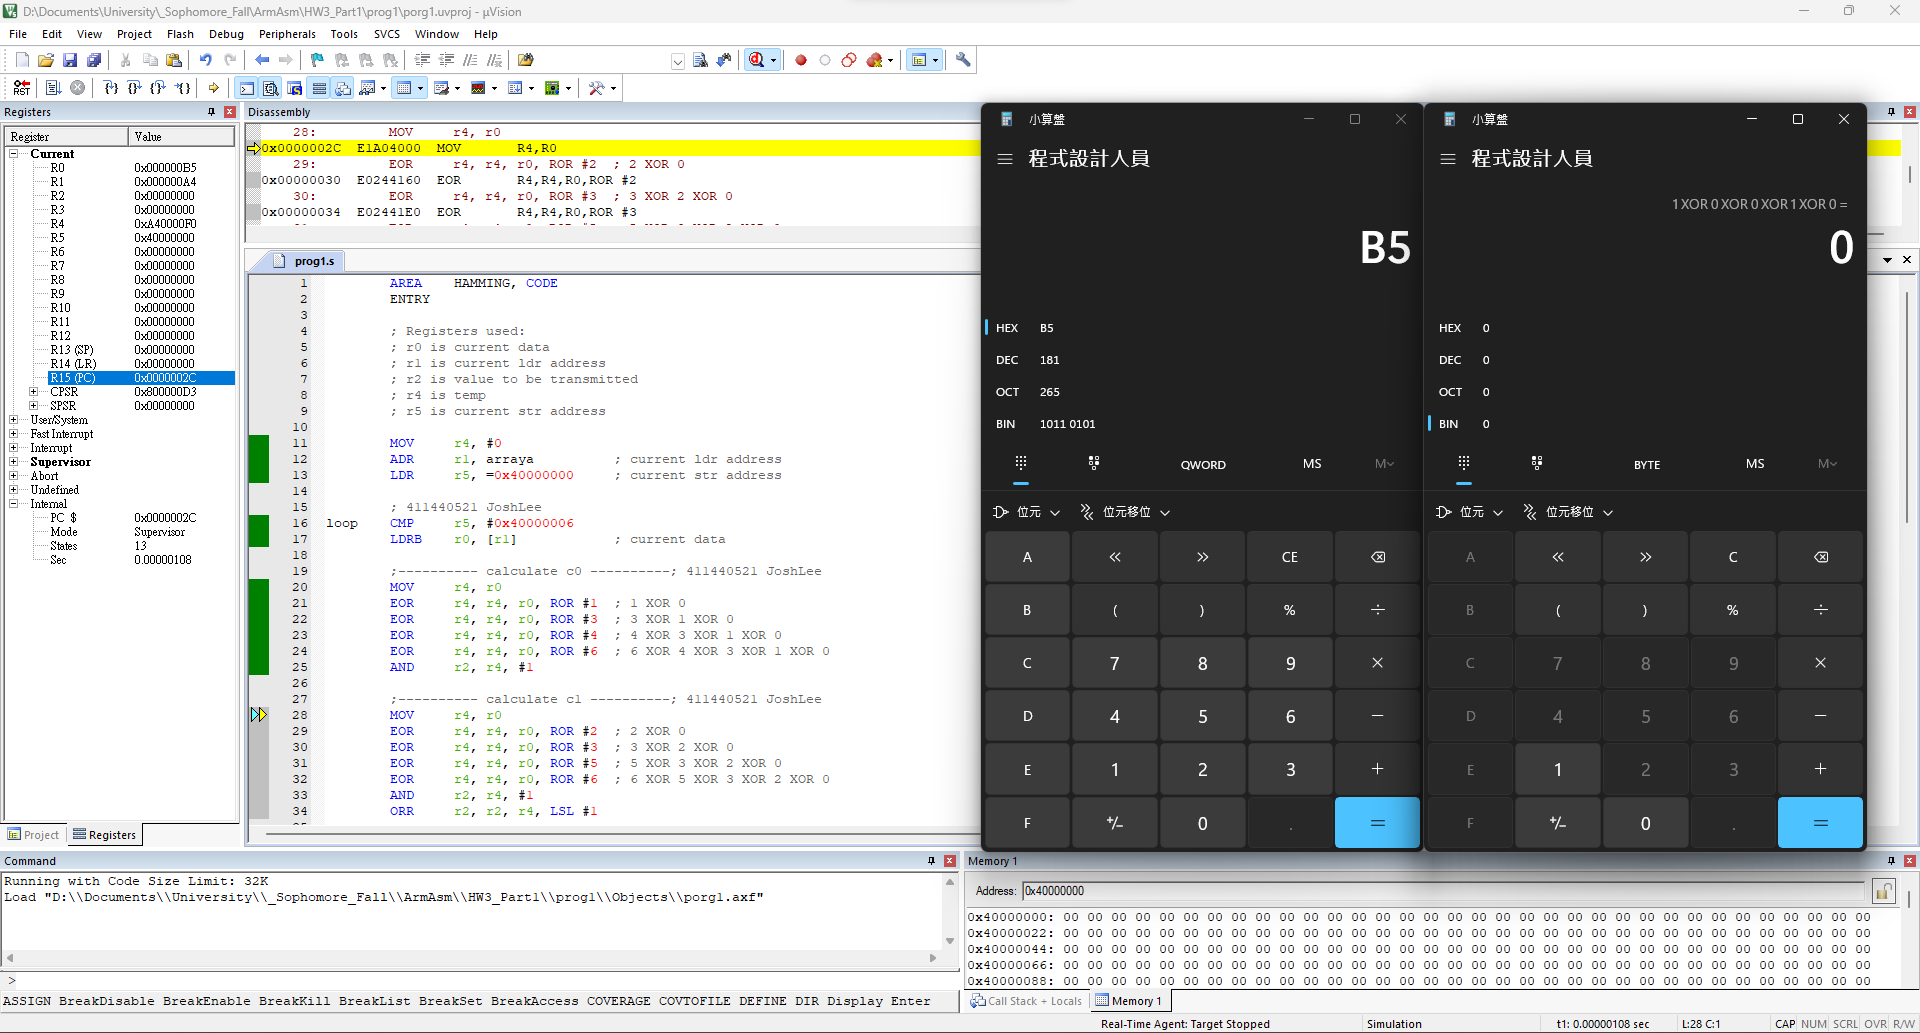 D:\Documents\University\_Sophomore_Fall\ArmAsm\HW3_Part1\prog1\porg1.uvproj - µVision
File Edit View Project Flash Debug Peripherals Tools SVCS Window Help
Registers
Register Value
Current
R0 0x000000B5
R1 0x000000A4
R2 0x00000000
R3 0x00000000
R4 0xA40000F0
R5 0x40000000
R6 0x00000000
R7 0x00000000
R8 0x00000000
R9 0x00000000
R10 0x00000000
R11 0x00000000
R12 0x00000000
R13 (SP) 0x00000000
R14 (LR) 0x00000000
R15 (PC) 0x0000002C
CPSR 0x800000D3
SPSR 0x00000000
User/System
Fast Interrupt
Interrupt
Supervisor
Abort
Undefined
Internal
PC $ 0x0000002C
Mode Supervisor
States 13
Sec 0.00000108
Project Registers
Disassembly
28: MOV r4, r0
0x0000002C E1A04000 MOV R4,R0
29: EOR r4, r4, r0, ROR #2 ; 2 XOR 0
0x00000030 E0244160 EOR R4,R4,R0,ROR #2
30: EOR r4, r4, r0, ROR #3 ; 3 XOR 2 XOR 0
0x00000034 E02441E0 EOR R4,R4,R0,ROR #3
prog1.s
1 AREA HAMMING, CODE
2 ENTRY
3
4 ; Registers used:
5 ; r0 is current data
6 ; r1 is current ldr address
7 ; r2 is value to be transmitted
8 ; r4 is temp
9 ; r5 is current str address
10
11 MOV r4, #0
12 ADR r1, arraya ; current ldr address
13 LDR r5, =0x40000000 ; current str address
14
15 ; 411440521 JoshLee
16 loop CMP r5, #0x40000006
17 LDRB r0, [r1] ; current data
18
19 ;---------- calculate c0 ----------; 411440521 JoshLee
20 MOV r4, r0
21 EOR r4, r4, r0, ROR #1 ; 1 XOR 0
22 EOR r4, r4, r0, ROR #3 ; 3 XOR 1 XOR 0
23 EOR r4, r4, r0, ROR #4 ; 4 XOR 3 XOR 1 XOR 0
24 EOR r4, r4, r0, ROR #6 ; 6 XOR 4 XOR 3 XOR 1 XOR 0
25 AND r2, r4, #1
26
27 ;---------- calculate c1 ----------; 411440521 JoshLee
28 MOV r4, r0
29 EOR r4, r4, r0, ROR #2 ; 2 XOR 0
30 EOR r4, r4, r0, ROR #3 ; 3 XOR 2 XOR 0
31 EOR r4, r4, r0, ROR #5 ; 5 XOR 3 XOR 2 XOR 0
32 EOR r4, r4, r0, ROR #6 ; 6 XOR 5 XOR 3 XOR 2 XOR 0
33 AND r2, r4, #1
34 ORR r2, r2, r4, LSL #1
小算盤
程式設計人員
B5
HEX B5
DEC 181
OCT 265
BIN 1011 0101
QWORD MS M
位元 位元移位
A « » CE
B ( ) % ÷
C 7 8 9 ×
D 4 5 6 −
E 1 2 3 +
F +/− 0 . =
小算盤
程式設計人員
1 XOR 0 XOR 0 XOR 1 XOR 0 =
0
HEX 0
DEC 0
OCT 0
BIN 0
BYTE MS M
位元 位元移位
A « » C
B ( ) % ÷
C 7 8 9 ×
D 4 5 6 −
E 1 2 3 +
F +/− 0 . =
Command
Running with Code Size Limit: 32K
Load "D:\\Documents\\University\\_Sophomore_Fall\\ArmAsm\\HW3_Part1\\prog1\\Objects\\porg1.axf"
>
ASSIGN BreakDisable BreakEnable BreakKill BreakList BreakSet BreakAccess COVERAGE COVTOFILE DEFINE DIR Display Enter
Memory 1
Address: 0x40000000
0x40000000: 00 00 00 00 00 00 00 00 00 00 00 00 00 00 00 00 00 00 00 00 00 00 00 00 00 00 00 00 00 00 00 00 00 00
0x40000022: 00 00 00 00 00 00 00 00 00 00 00 00 00 00 00 00 00 00 00 00 00 00 00 00 00 00 00 00 00 00 00 00 00 00
0x40000044: 00 00 00 00 00 00 00 00 00 00 00 00 00 00 00 00 00 00 00 00 00 00 00 00 00 00 00 00 00 00 00 00 00 00
0x40000066: 00 00 00 00 00 00 00 00 00 00 00 00 00 00 00 00 00 00 00 00 00 00 00 00 00 00 00 00 00 00 00 00 00 00
0x40000088: 00 00 00 00 00 00 00 00 00 00 00 00 00 00 00 00 00 00 00 00 00 00 00 00 00 00 00 00 00 00 00 00 00 00
Call Stack + Locals Memory 1
Real-Time Agent: Target Stopped Simulation t1: 0.00000108 sec L:28 C:1 CAP NUM SCRL OVR R/W